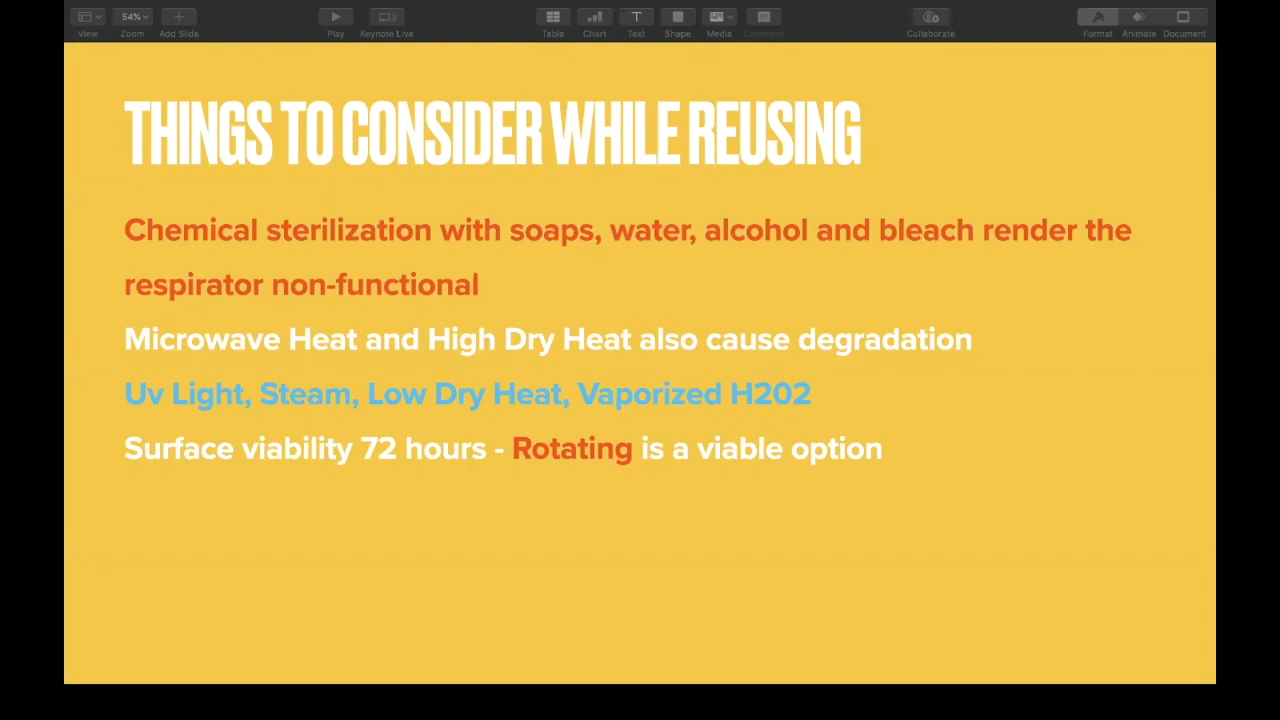 View
54%
Zoom
Add Slide
Play
Keynote Live
Table
Chart
Text
Shape
Media
Comment
Collaborate
Format
Animate
Document
THINGS TO CONSIDER WHILE REUSING
Chemical sterilization with soaps, water, alcohol and bleach render the
respirator non-functional
Microwave Heat and High Dry Heat also cause degradation
Uv Light, Steam, Low Dry Heat, Vaporized H202
Surface viability 72 hours - Rotating is a viable option